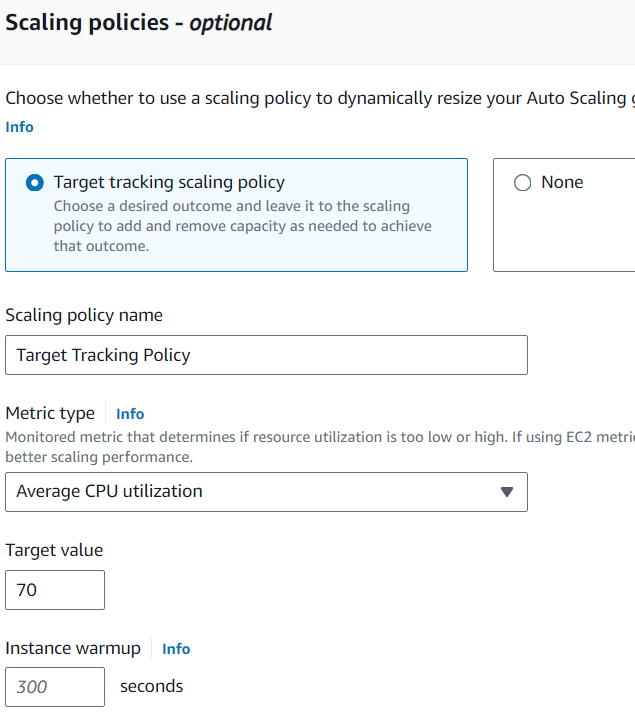 Scaling policies - optional
Choose whether to use a scaling policy to dynamically resize your Auto Scaling
Info
Target tracking scaling policy
Choose a desired outcome and leave it to the scaling
policy to add and remove capacity as needed to achieve
that outcome.
None
Scaling policy name
Target Tracking Policy
Metric type Info
Monitored metric that determines if resource utilization is too low or high. If using EC2
better scaling performance.
Average CPU utilization
Target value
70
Instance warmup Info
300 seconds